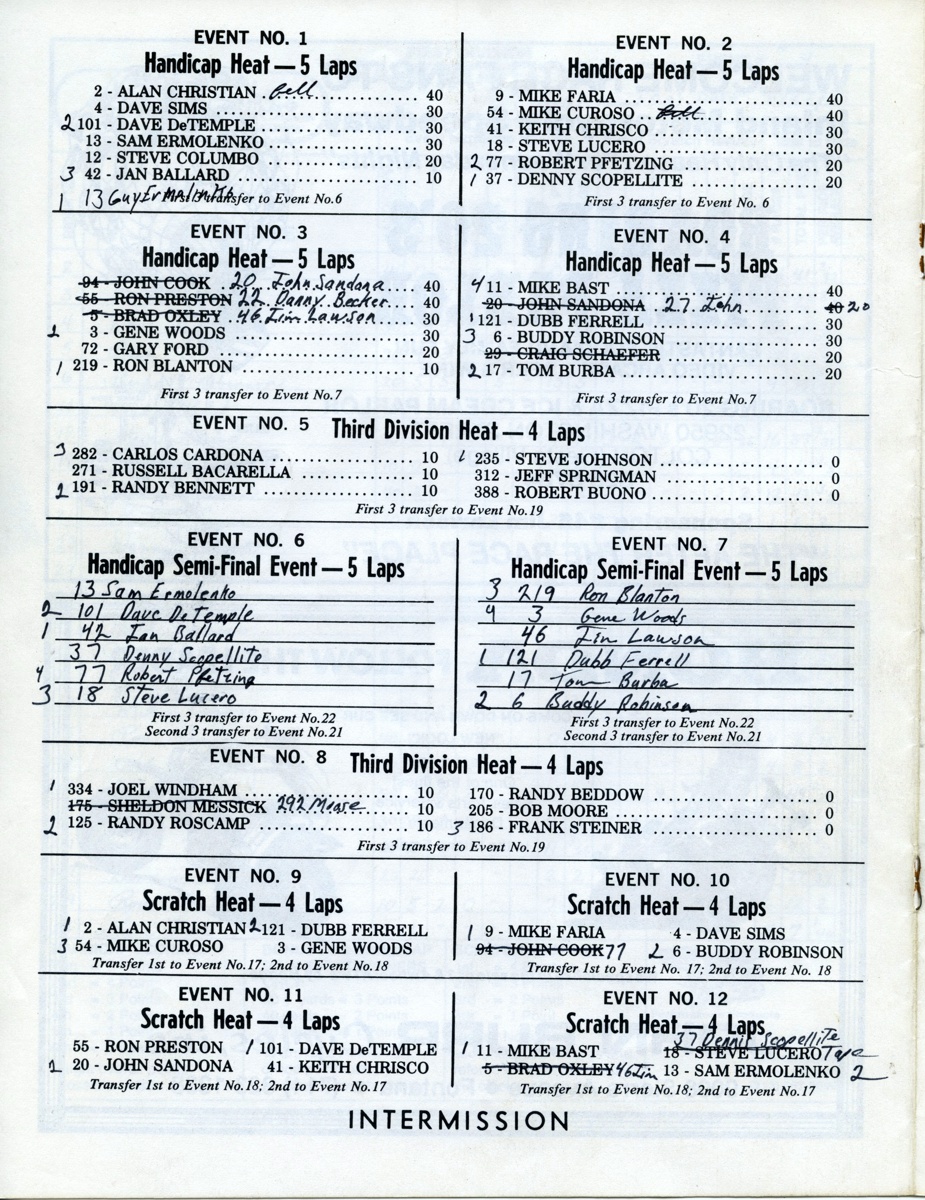 EVENT NO. 1
Handicap Heat — 5 Laps
2 - ALAN CHRISTIAN Bell 40
4 - DAVE SIMS 30
2 101 - DAVE DeTEMPLE 30
13 - SAM ERMOLENKO 30
12 - STEVE COLUMBO 20
3 42 - JAN BALLARD 10
1 13 Guy Ermolenko
First 3 transfer to Event No.6
EVENT NO. 2
Handicap Heat — 5 Laps
9 - MIKE FARIA 40
54 - MIKE CUROSO 40
41 - KEITH CHRISCO 30
18 - STEVE LUCERO 30
2 77 - ROBERT PFETZING 20
1 37 - DENNY SCOPELLITE 20
First 3 transfer to Event No. 6
EVENT NO. 3
Handicap Heat — 5 Laps
94 - JOHN COOK 20 John Sandona 40
55 - RON PRESTON 22 Danny Becker 40
5 - BRAD OXLEY 46 Jim Lawson 30
2 3 - GENE WOODS 30
72 - GARY FORD 20
1 219 - RON BLANTON 10
First 3 transfer to Event No.7
EVENT NO. 4
Handicap Heat — 5 Laps
4 11 - MIKE BAST 40
20 - JOHN SANDONA 27 John 40 20
1 121 - DUBB FERRELL 30
3 6 - BUDDY ROBINSON 30
29 - CRAIG SCHAEFER 20
2 17 - TOM BURBA 20
First 3 transfer to Event No.7
EVENT NO. 5 Third Division Heat — 4 Laps
3 282 - CARLOS CARDONA 10
271 - RUSSELL BACARELLA 10
2 191 - RANDY BENNETT 10
1 235 - STEVE JOHNSON 0
312 - JEFF SPRINGMAN 0
388 - ROBERT BUONO 0
First 3 transfer to Event No.19
EVENT NO. 6
Handicap Semi-Final Event — 5 Laps
13 Sam Ermolenko
2 101 Dave DeTemple
1 42 Jan Ballard
37 Denny Scopellite
4 77 Robert Pfetzing
3 18 Steve Lucero
First 3 transfer to Event No.22
Second 3 transfer to Event No.21
EVENT NO. 7
Handicap Semi-Final Event — 5 Laps
3 219 Ron Blanton
4 3 Gene Woods
46 Jim Lawson
1 121 Dubb Ferrell
17 Tom Burba
2 6 Buddy Robinson
First 3 transfer to Event No.22
Second 3 transfer to Event No.21
EVENT NO. 8 Third Division Heat — 4 Laps
1 334 - JOEL WINDHAM 10
175 - SHELDON MESSICK 292 Mease 10
2 125 - RANDY ROSCAMP 10
170 - RANDY BEDDOW 0
205 - BOB MOORE 0
3 186 - FRANK STEINER 0
First 3 transfer to Event No.19
EVENT NO. 9
Scratch Heat — 4 Laps
1 2 - ALAN CHRISTIAN 2 121 - DUBB FERRELL
3 54 - MIKE CUROSO 3 - GENE WOODS
Transfer 1st to Event No.17; 2nd to Event No.18
EVENT NO. 10
Scratch Heat — 4 Laps
1 9 - MIKE FARIA 4 - DAVE SIMS
94 - JOHN COOK 77 2 6 - BUDDY ROBINSON
Transfer 1st to Event No. 17; 2nd to Event No. 18
EVENT NO. 11
Scratch Heat — 4 Laps
55 - RON PRESTON 1 101 - DAVE DeTEMPLE
2 20 - JOHN SANDONA 41 - KEITH CHRISCO
Transfer 1st to Event No.18; 2nd to Event No.17
EVENT NO. 12
Scratch Heat — 4 Laps
37 Dennis Scopellite
1 11 - MIKE BAST 18 - STEVE LUCERO
5 - BRAD OXLEY 46 Jim 13 - SAM ERMOLENKO 2
Transfer 1st to Event No.18; 2nd to Event No.17
INTERMISSION